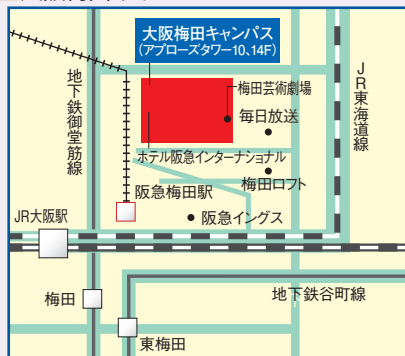 大阪梅田キャンパス
(アプローズタワー10、14F)
地下鉄御堂筋線
JR東海道線
梅田芸術劇場
毎日放送
ホテル阪急インターナショナル
梅田ロフト
阪急梅田駅
阪急イングス
JR大阪駅
梅田
地下鉄谷町線
東梅田